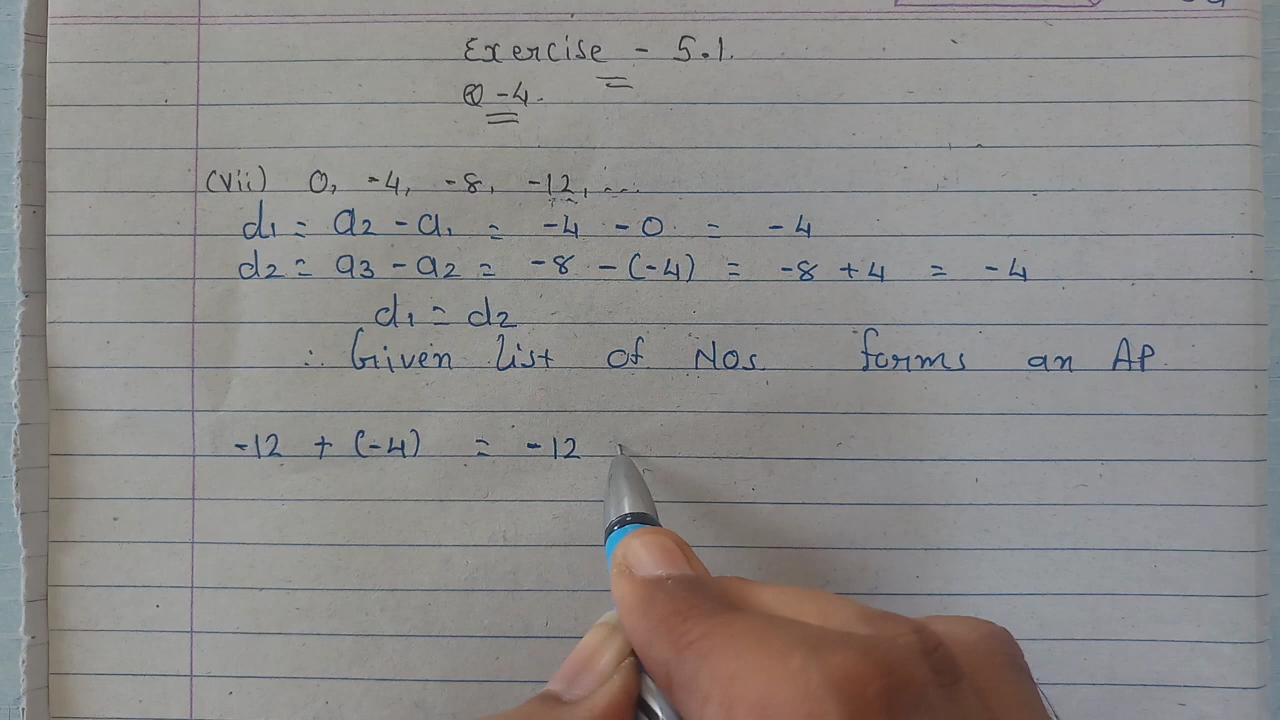 Exercise - 5.1.
Q-4.
(vii) 0, -4, -8, -12, ...
d1 = a2 - a1 = -4 - 0 = -4
d2 = a3 - a2 = -8 - (-4) = -8 + 4 = -4
d1 = d2
∴ Given list of Nos. forms an AP.
-12 + (-4) = -12